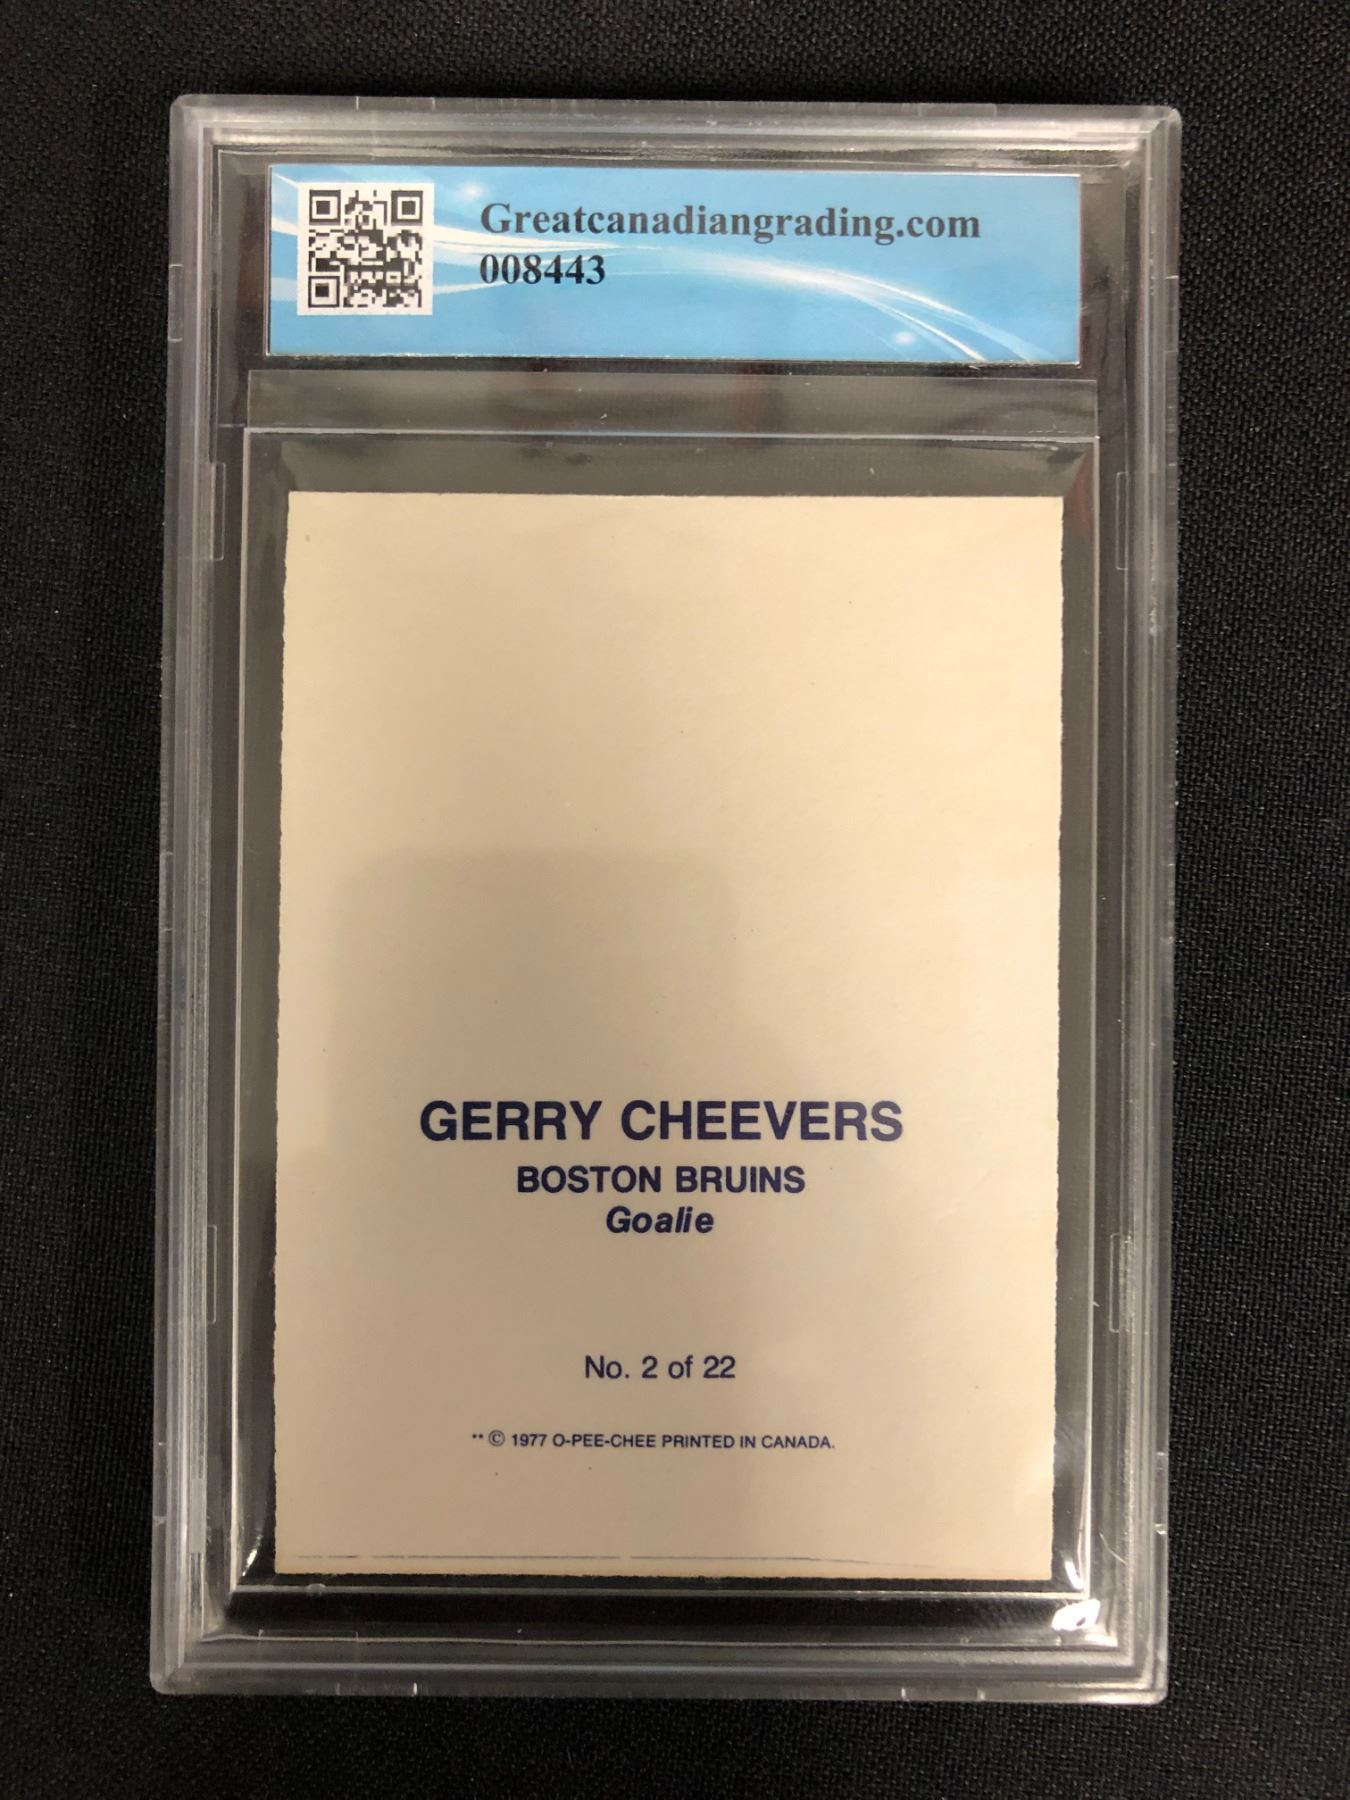 Greatcanadiangrading.com
008443
GERRY CHEEVERS
BOSTON BRUINS
Goalie
No. 2 of 22
** © 1977 O-PEE-CHEE PRINTED IN CANADA.